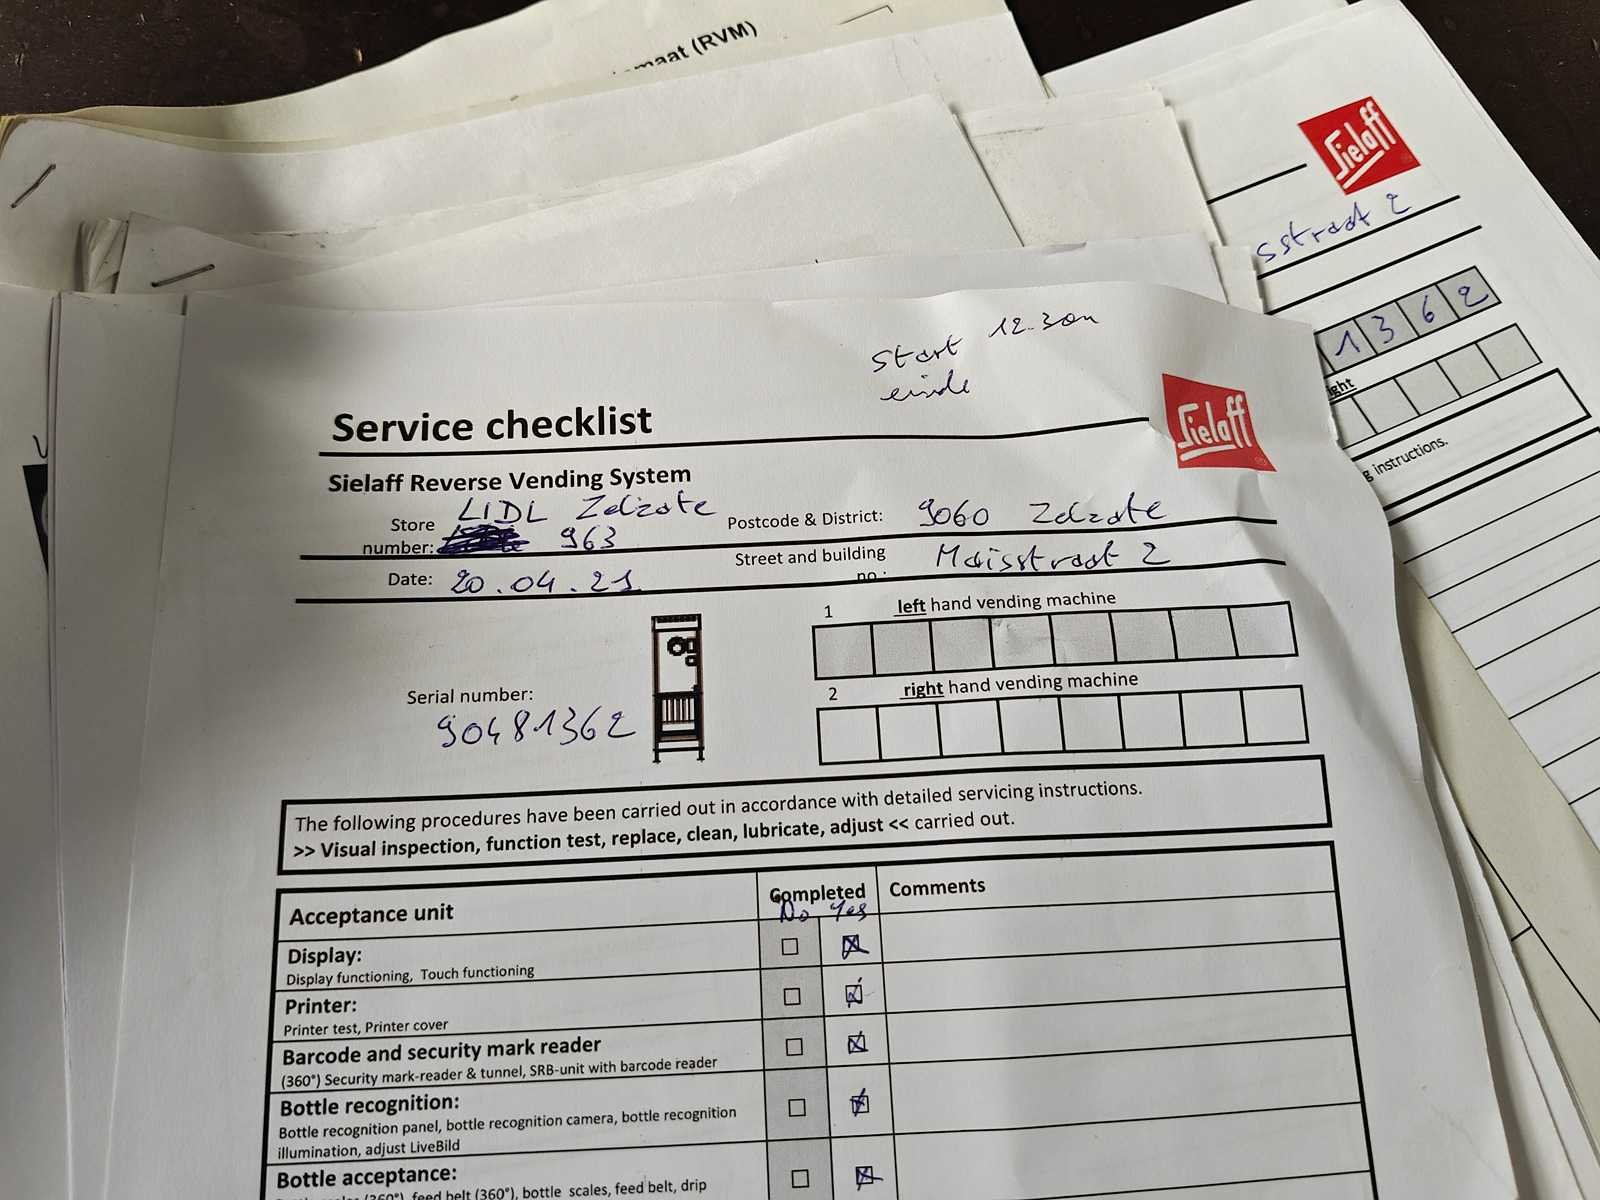 maat (RVM)
Sielaff
sstraat 2
1 3 6 2
ght
g instructions.
Start 12.30u
einde
Service checklist
Sielaff
Sielaff Reverse Vending System
Store number: LIDL Zelzate 963
Postcode & District: 9060 Zelzate
Date: 20.04.21
Street and building no.: Maïsstraat 2
1 left hand vending machine
2 right hand vending machine
Serial number:
90481362
The following procedures have been carried out in accordance with detailed servicing instructions.
>> Visual inspection, function test, replace, clean, lubricate, adjust << carried out.
Acceptance unit Completed Comments
No Yes
Display:
Display functioning, Touch functioning
Printer:
Printer test, Printer cover
Barcode and security mark reader
(360°) Security mark-reader & tunnel, SRB-unit with barcode reader
Bottle recognition:
Bottle recognition panel, bottle recognition camera, bottle recognition
illumination, adjust LiveBild
Bottle acceptance:
(360°), feed belt (360°), bottle scales, feed belt, drip